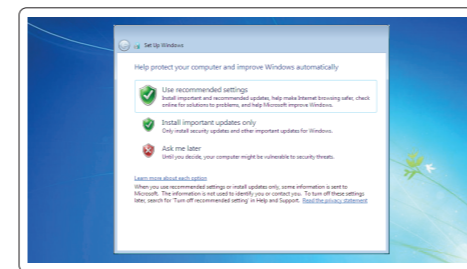 Set Up Windows
Help protect your computer and improve Windows automatically
Use recommended settings
Install important and recommended updates, help make Internet browsing safer, check
online for solutions to problems, and help Microsoft improve Windows.
Install important updates only
Only install security updates and other important updates for Windows.
Ask me later
Until you decide, your computer might be vulnerable to security threats.
Learn more about each option
When you use recommended settings or install updates only, some information is sent to
Microsoft. The information is not used to identify you or contact you. To turn off these settings
later, search for 'Turn off recommended setting' in Help and Support. Read the privacy statement